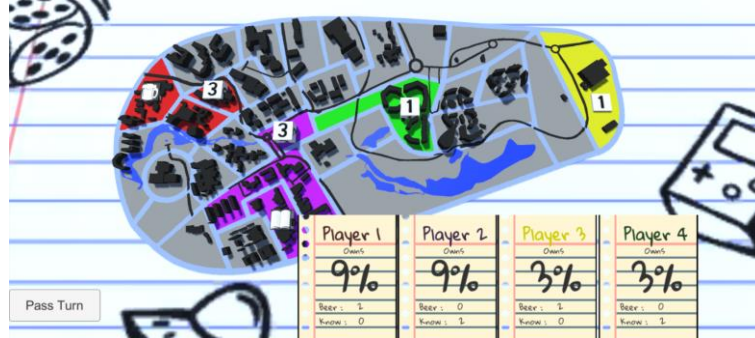 3
3
1
1
Player 1
Owns
9%
Beer : 2
Know : 0
Player 2
Owns
9%
Beer : 0
Know : 2
Player 3
Owns
3%
Beer : 2
Know : 0
Player 4
Owns
3%
Beer : 0
Know : 2
Pass Turn